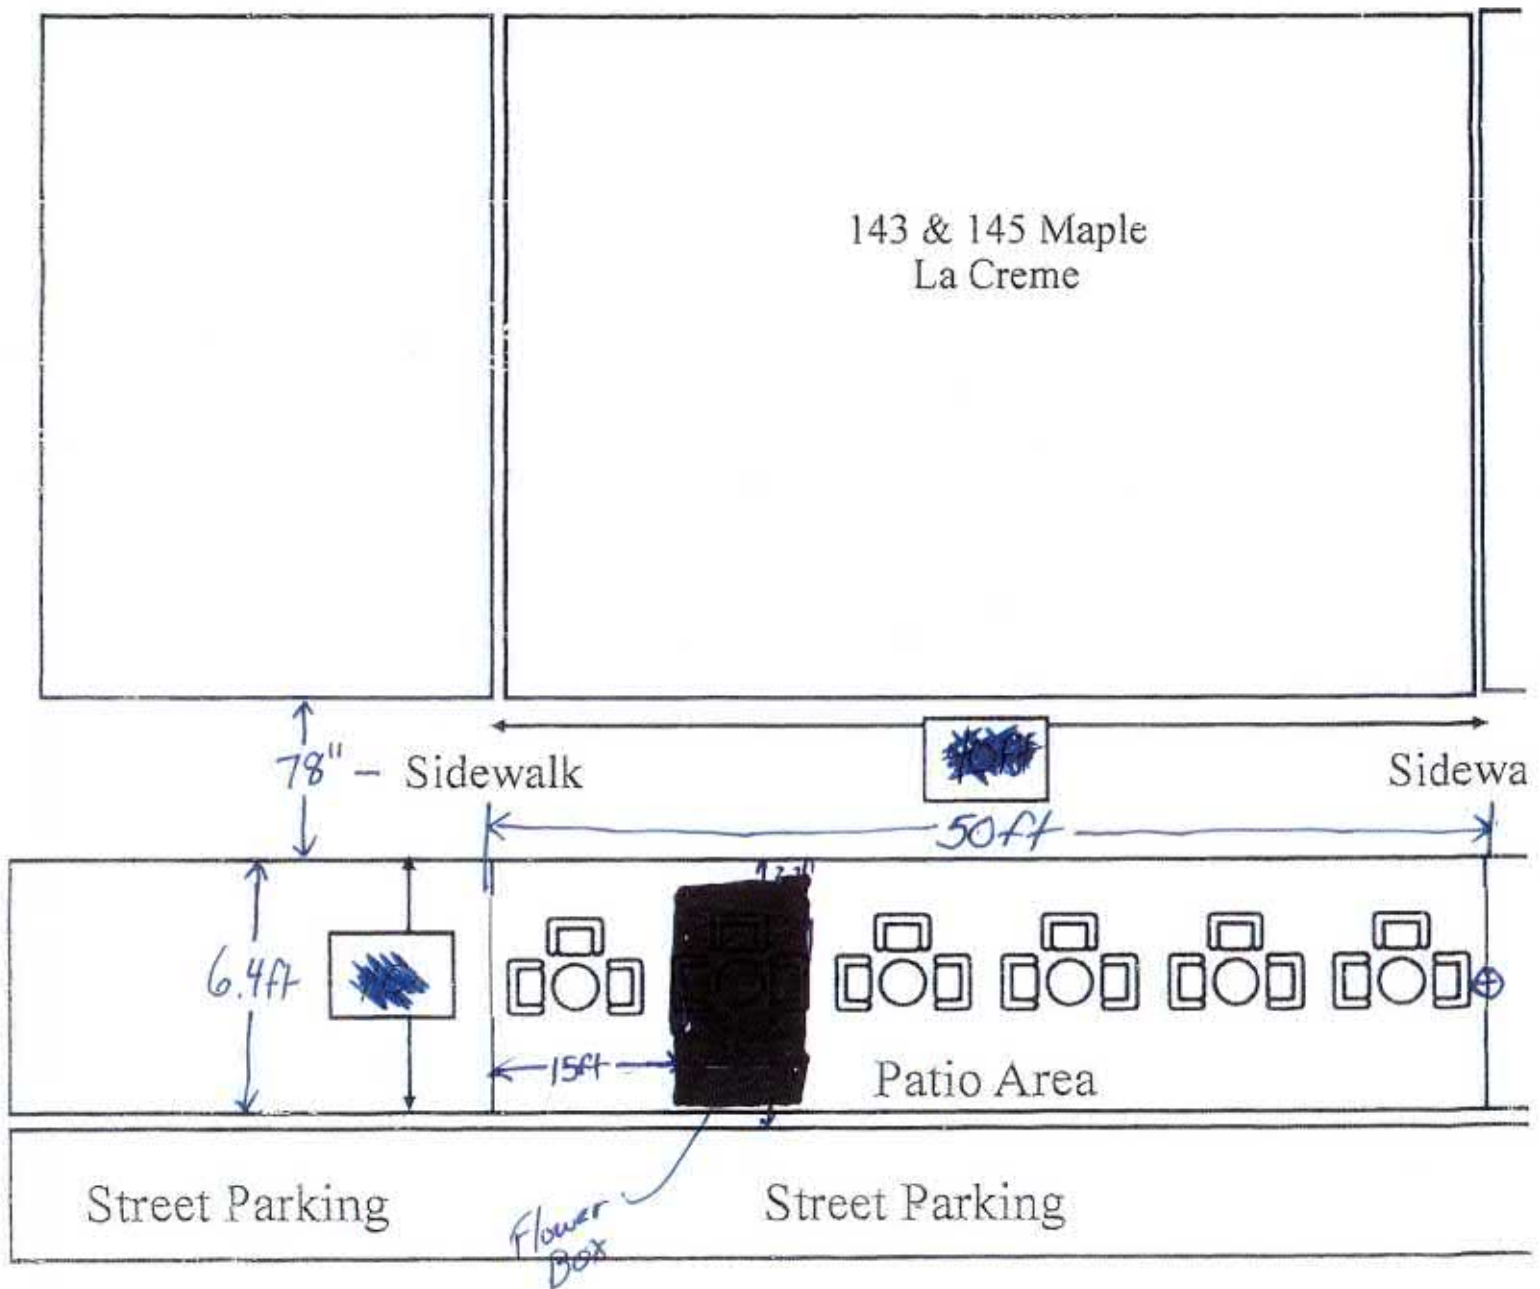 143 & 145 Maple
La Creme
78" - Sidewalk
Sidewa
50ft
6.4ft
15ft
Patio Area
Street Parking
Street Parking
Flower
Box